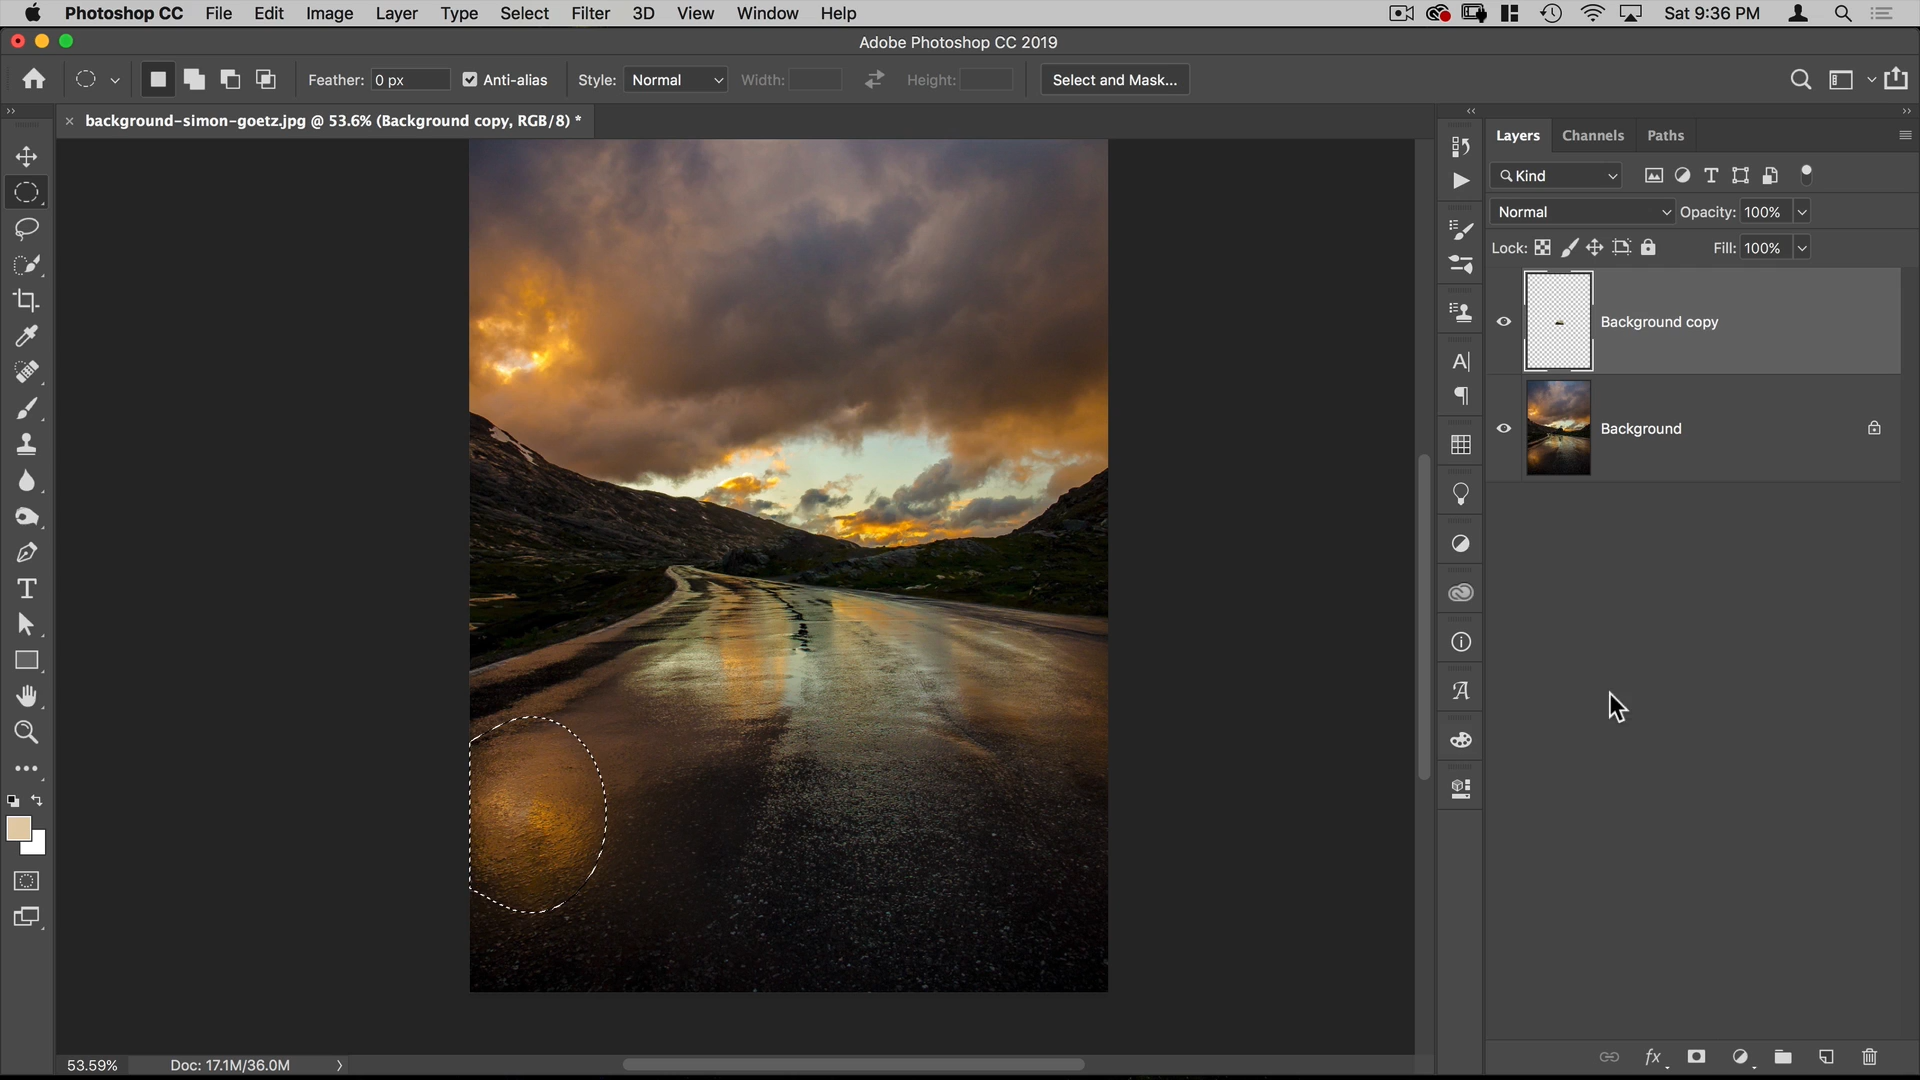 Photoshop CC File Edit Image Layer Type Select Filter 3D View Window Help Sat 9:36 PM
Adobe Photoshop CC 2019
Feather: 0 px Anti-alias Style: Normal Width: Height: Select and Mask...
background-simon-goetz.jpg @ 53.6% (Background copy, RGB/8) *
Layers Channels Paths
Kind
Normal Opacity: 100%
Lock: Fill: 100%
Background copy
Background
53.59% Doc: 17.1M/36.0M